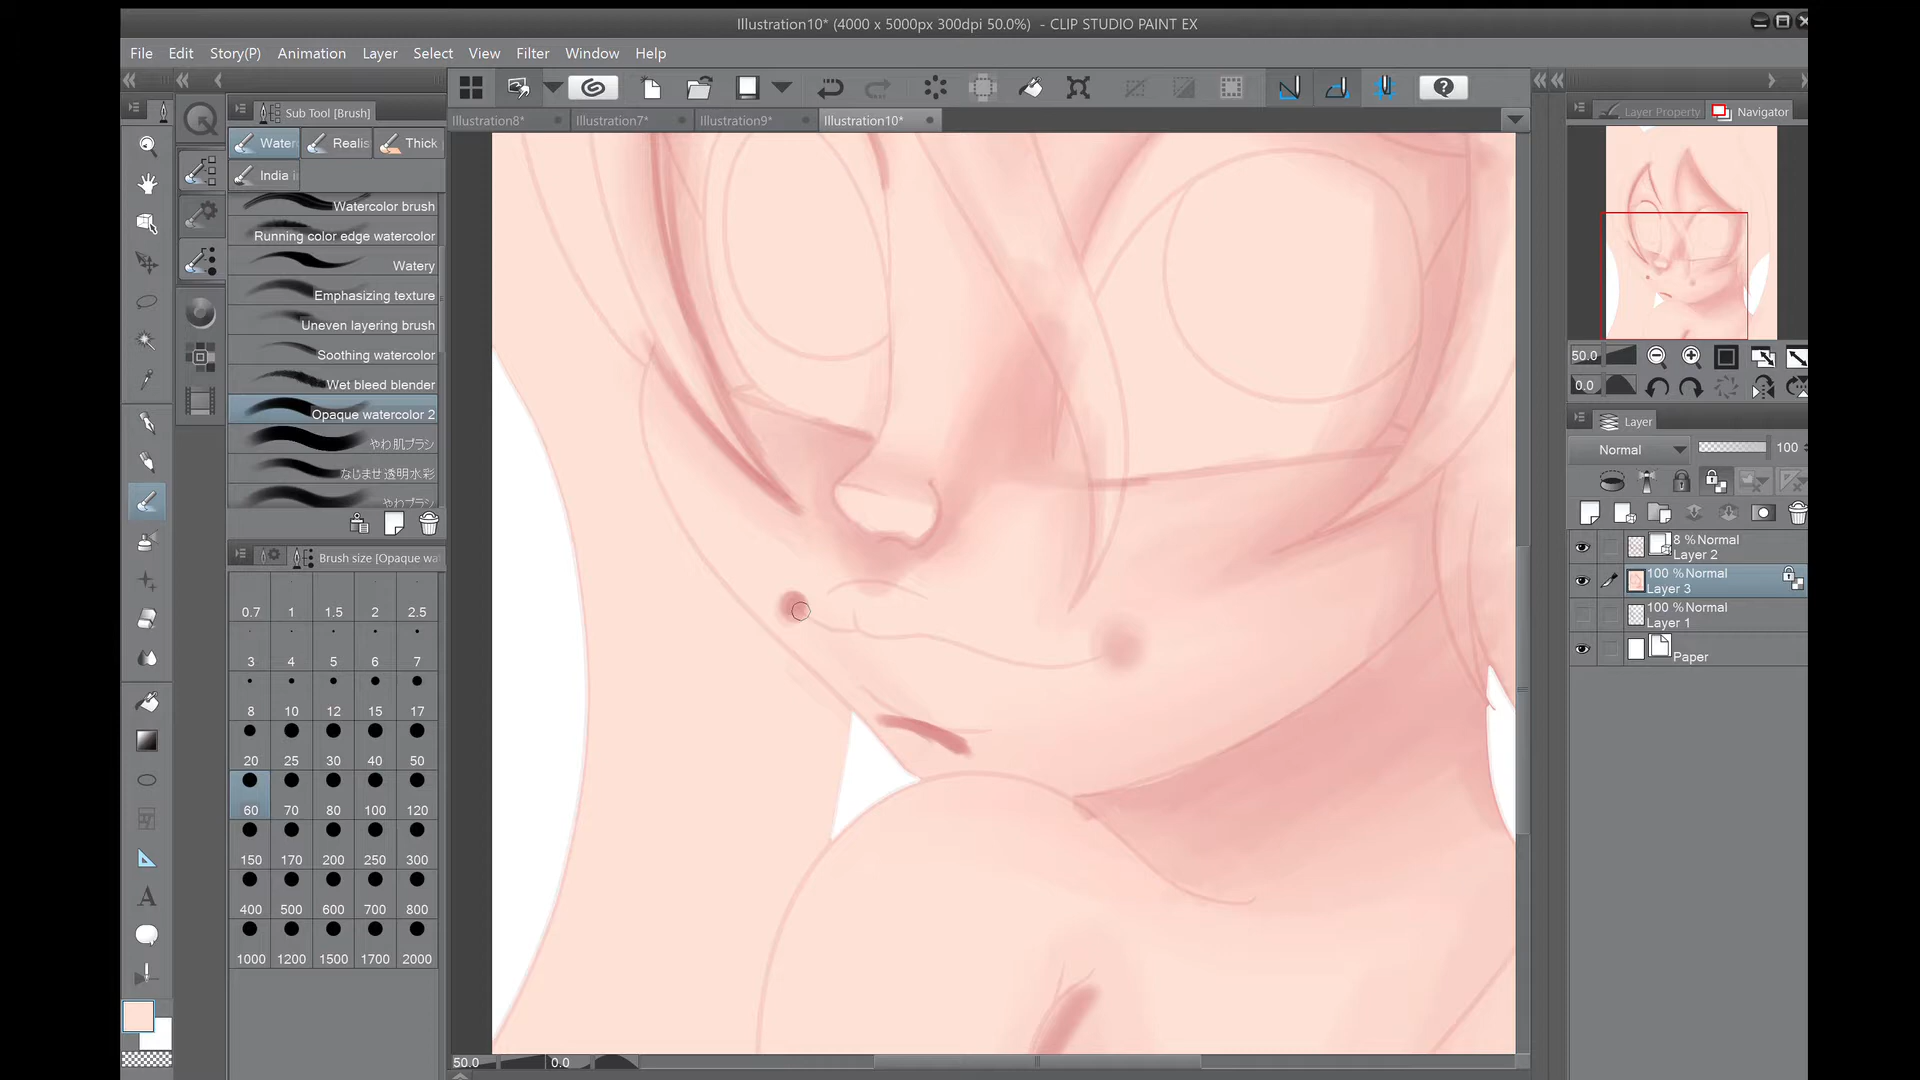 Illustration10* (4000 x 5000px 300dpi 50.0%)  - CLIP STUDIO PAINT EX
File Edit Story(P) Animation Layer Select View Filter Window Help
Sub Tool [Brush]
Water Realis Thick
India i
Illustration8* Illustration7* Illustration9* Illustration10*
Layer Property Navigator
Watercolor brush
Running color edge watercolor
Watery
Emphasizing texture
Uneven layering brush
Soothing watercolor
Wet bleed blender
Opaque watercolor 2
やわ肌ブラシ
なじませ透明水彩
やわブラシ
Brush size [Opaque wa
0.7 1 1.5 2 2.5
3 4 5 6 7
8 10 12 15 17
20 25 30 40 50
60 70 80 100 120
150 170 200 250 300
400 500 600 700 800
1000 1200 1500 1700 2000
50.0 0.0
50.0
0.0
Layer
Normal 100
8 % Normal
Layer 2
100 % Normal
Layer 3
100 % Normal
Layer 1
Paper